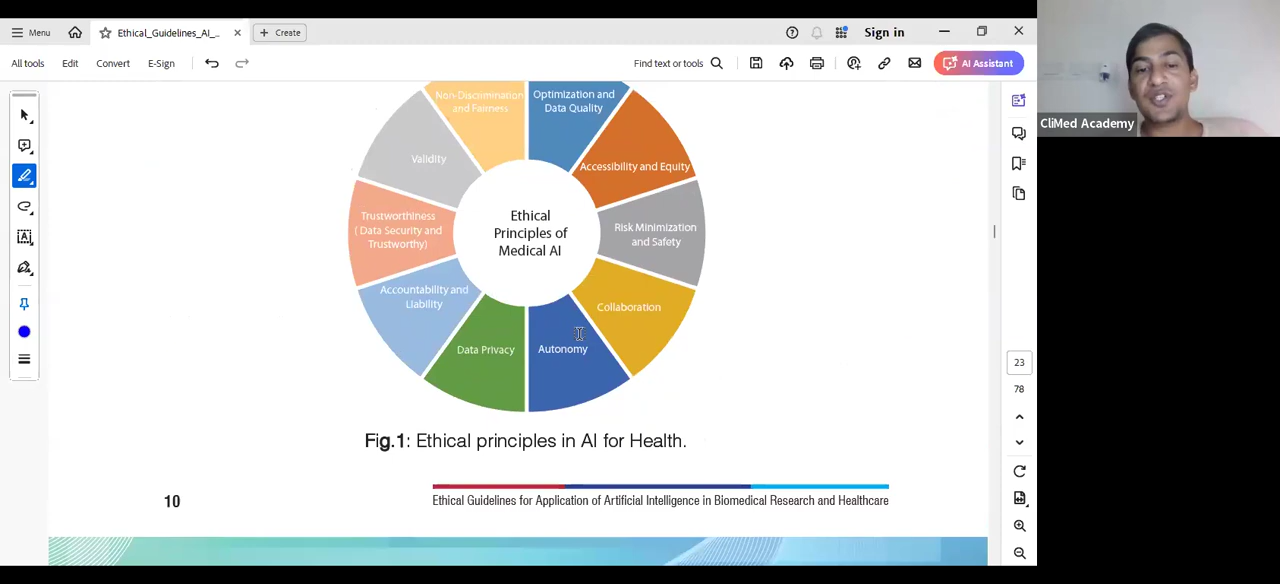 Menu
Ethical_Guidelines_AI_...
Create
Sign in
All tools
Edit
Convert
E-Sign
Find text or tools
AI Assistant
Non-Discrimination
and Fairness
Optimization and
Data Quality
Validity
Accessibility and Equity
Trustworthiness
( Data Security and
Trustworthy)
Ethical
Principles of
Medical AI
Risk Minimization
and Safety
Accountability and
Liability
Collaboration
Data Privacy
Autonomy
Fig.1: Ethical principles in AI for Health.
10
Ethical Guidelines for Application of Artificial Intelligence in Biomedical Research and Healthcare
23
78
CliMed Academy